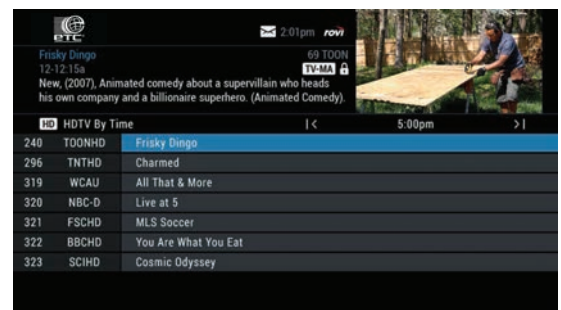 etc
2:01pm rovi
Frisky Dingo 69 TOON
12-12:15a TV-MA
New, (2007), Animated comedy about a supervillain who heads
his own company and a billionaire superhero. (Animated Comedy).
HD HDTV By Time |< 5:00pm >|
240 TOONHD Frisky Dingo
296 TNTHD Charmed
319 WCAU All That & More
320 NBC-D Live at 5
321 FSCHD MLS Soccer
322 BBCHD You Are What You Eat
323 SCIHD Cosmic Odyssey